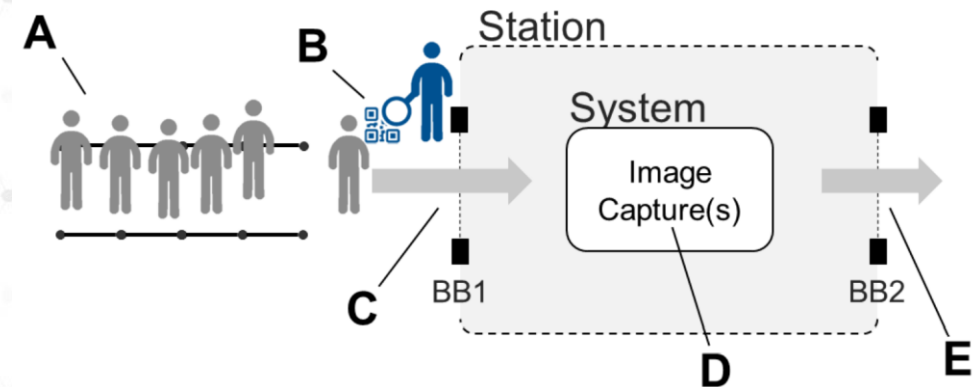 A
B
Station
System
Image
Capture(s)
C
BB1
BB2
D
E